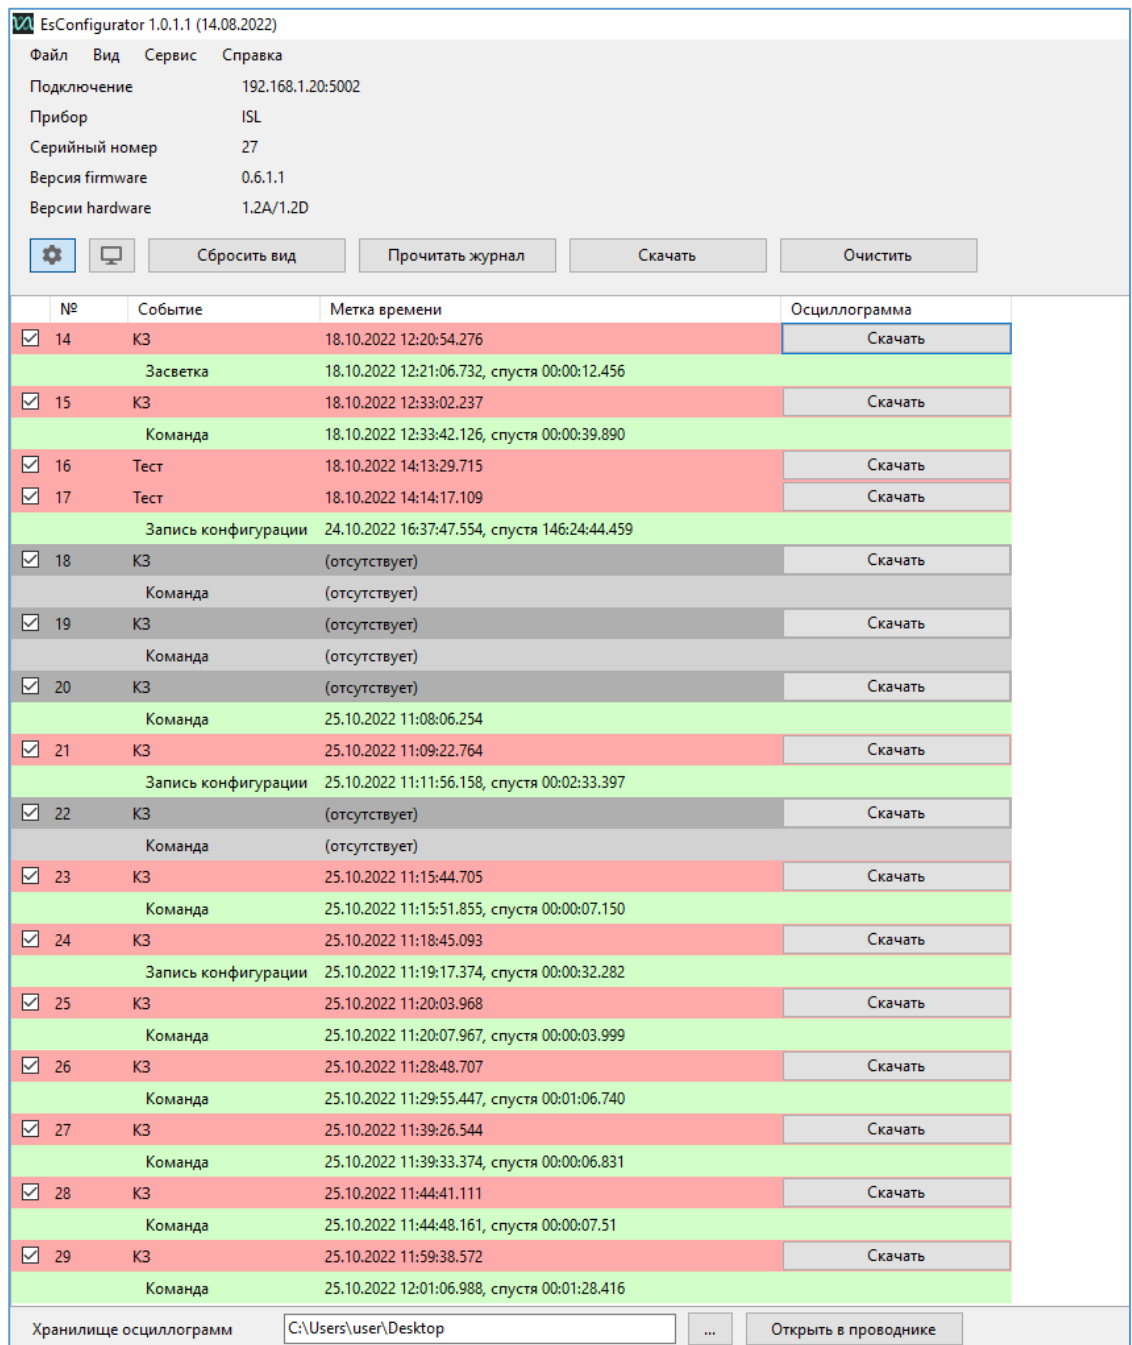 EsConfigurator 1.0.1.1 (14.08.2022)
Файл Вид Сервис Справка
Подключение 192.168.1.20:5002
Прибор ISL
Серийный номер 27
Версия firmware 0.6.1.1
Версии hardware 1.2A/1.2D
Сбросить вид Прочитать журнал Скачать Очистить
№ Событие Метка времени Осциллограмма
14 КЗ 18.10.2022 12:20:54.276 Скачать
Засветка 18.10.2022 12:21:06.732, спустя 00:00:12.456
15 КЗ 18.10.2022 12:33:02.237 Скачать
Команда 18.10.2022 12:33:42.126, спустя 00:00:39.890
16 Тест 18.10.2022 14:13:29.715 Скачать
17 Тест 18.10.2022 14:14:17.109 Скачать
Запись конфигурации 24.10.2022 16:37:47.554, спустя 146:24:44.459
18 КЗ (отсутствует) Скачать
Команда (отсутствует)
19 КЗ (отсутствует) Скачать
Команда (отсутствует)
20 КЗ (отсутствует) Скачать
Команда 25.10.2022 11:08:06.254
21 КЗ 25.10.2022 11:09:22.764 Скачать
Запись конфигурации 25.10.2022 11:11:56.158, спустя 00:02:33.397
22 КЗ (отсутствует) Скачать
Команда (отсутствует)
23 КЗ 25.10.2022 11:15:44.705 Скачать
Команда 25.10.2022 11:15:51.855, спустя 00:00:07.150
24 КЗ 25.10.2022 11:18:45.093 Скачать
Запись конфигурации 25.10.2022 11:19:17.374, спустя 00:00:32.282
25 КЗ 25.10.2022 11:20:03.968 Скачать
Команда 25.10.2022 11:20:07.967, спустя 00:00:03.999
26 КЗ 25.10.2022 11:28:48.707 Скачать
Команда 25.10.2022 11:29:55.447, спустя 00:01:06.740
27 КЗ 25.10.2022 11:39:26.544 Скачать
Команда 25.10.2022 11:39:33.374, спустя 00:00:06.831
28 КЗ 25.10.2022 11:44:41.111 Скачать
Команда 25.10.2022 11:44:48.161, спустя 00:00:07.51
29 КЗ 25.10.2022 11:59:38.572 Скачать
Команда 25.10.2022 12:01:06.988, спустя 00:01:28.416
Хранилище осциллограмм C:\Users\user\Desktop ... Открыть в проводнике